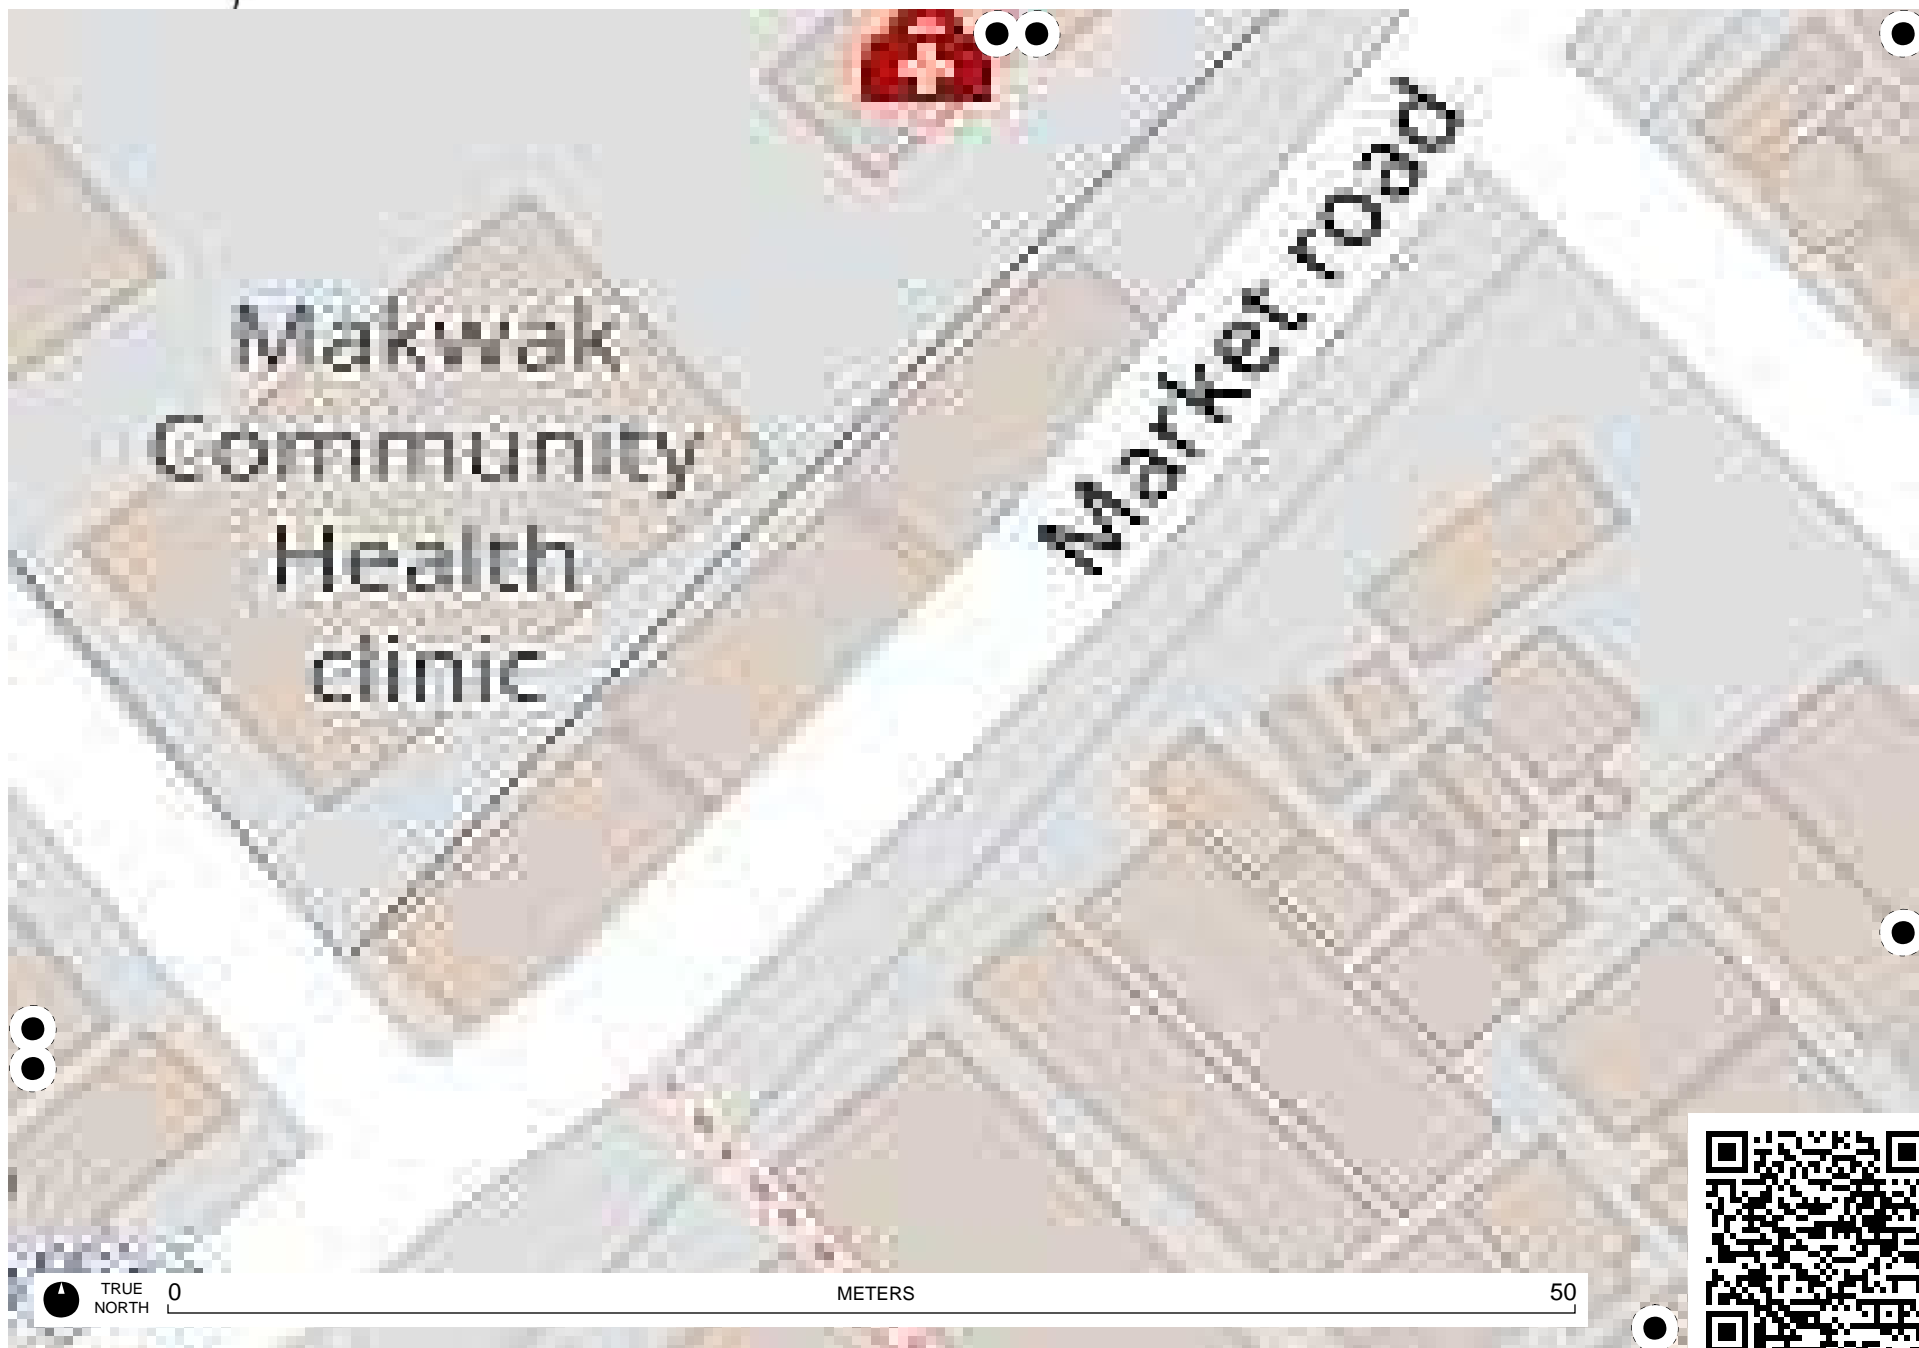 Makwak
Community
Health
clinic
Market road
TRUE
NORTH
0
METERS
50